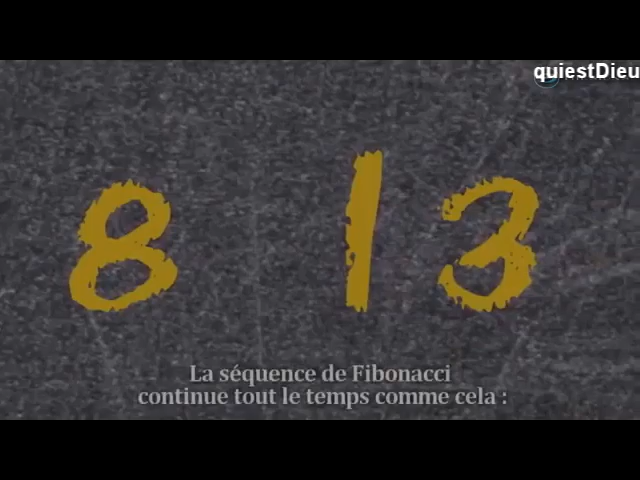 quiestDieu
8 13
La séquence de Fibonacci
continue tout le temps comme cela :